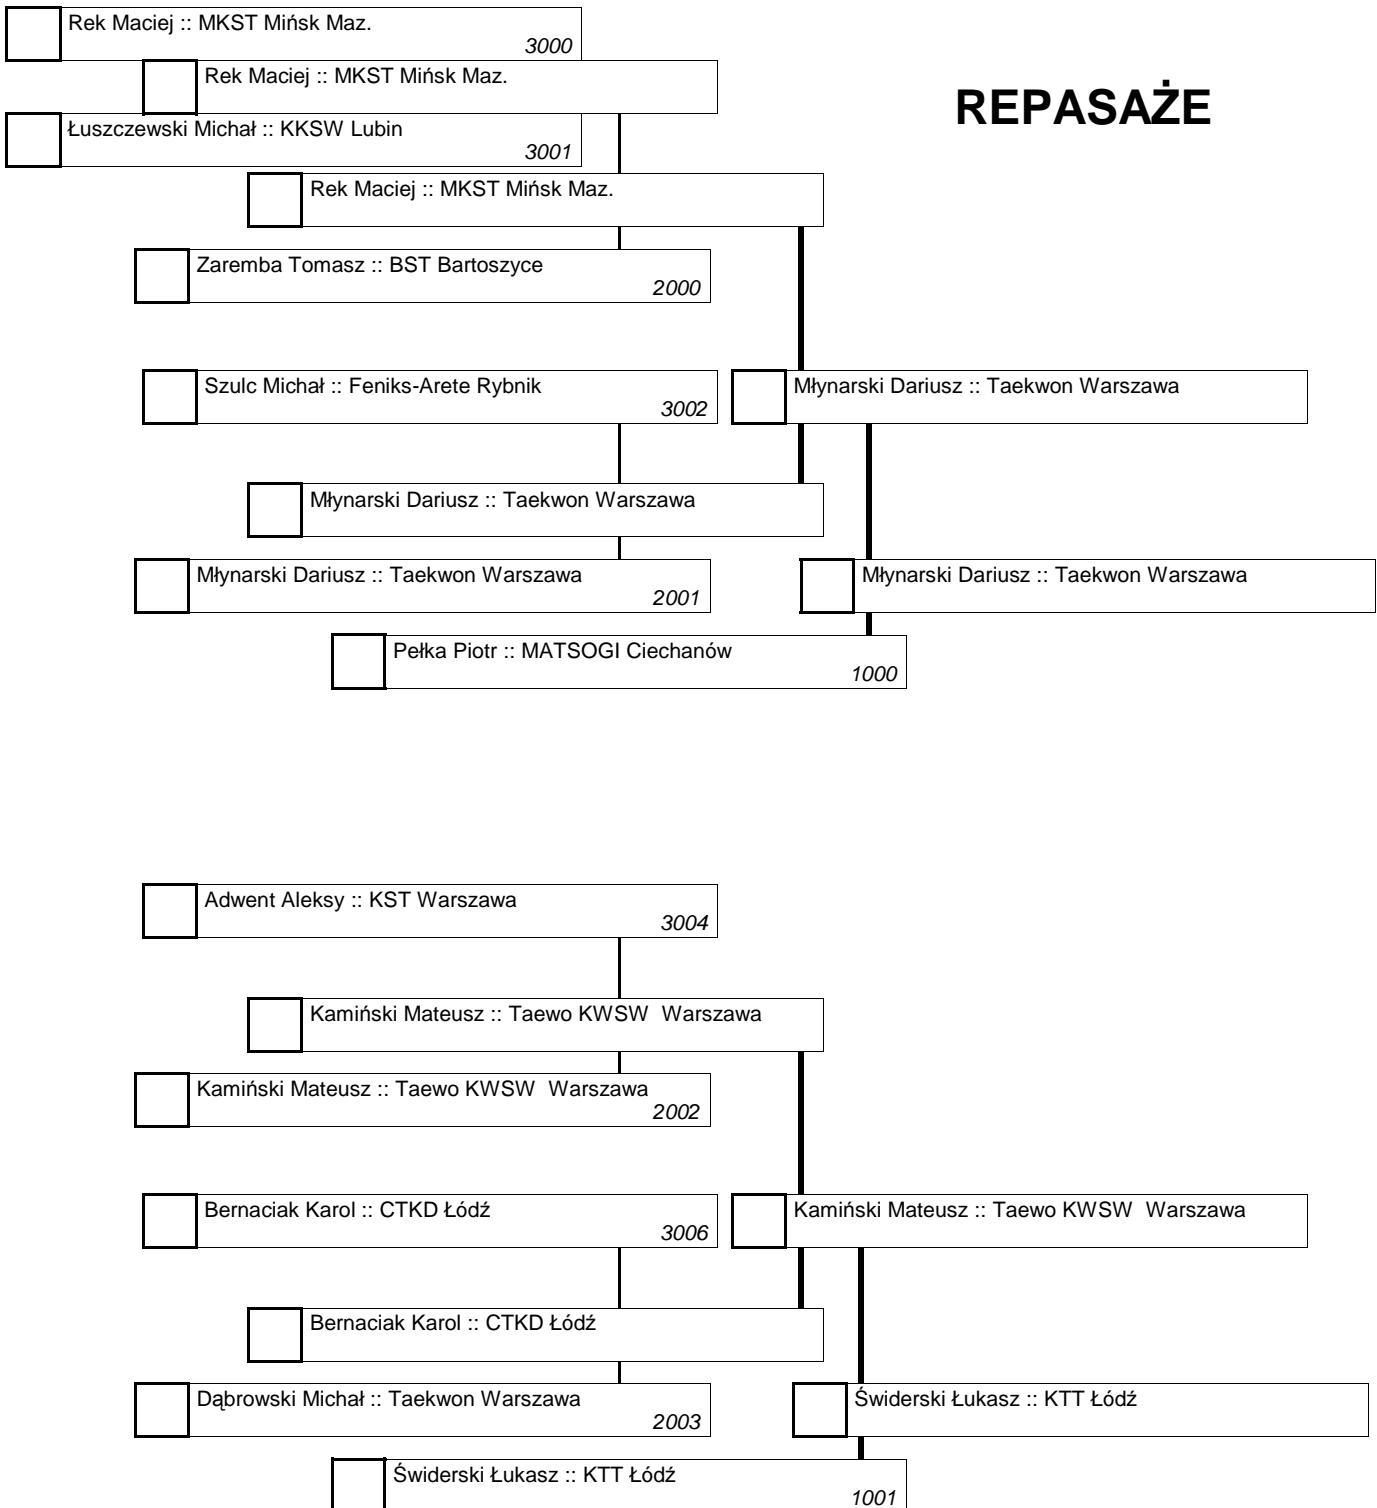 Rek Maciej :: MKST Mińsk Maz.
3000
Rek Maciej :: MKST Mińsk Maz.
REPASAŻE
Łuszczewski Michał :: KKSW Lubin
3001
Rek Maciej :: MKST Mińsk Maz.
Zaremba Tomasz :: BST Bartoszyce
2000
Szulc Michał :: Feniks-Arete Rybnik
3002
Młynarski Dariusz :: Taekwon Warszawa
Młynarski Dariusz :: Taekwon Warszawa
Młynarski Dariusz :: Taekwon Warszawa
2001
Młynarski Dariusz :: Taekwon Warszawa
Pełka Piotr :: MATSOGI Ciechanów
1000
Adwent Aleksy :: KST Warszawa
3004
Kamiński Mateusz :: Taewo KWSW  Warszawa
Kamiński Mateusz :: Taewo KWSW  Warszawa
2002
Bernaciak Karol :: CTKD Łódź
3006
Kamiński Mateusz :: Taewo KWSW  Warszawa
Bernaciak Karol :: CTKD Łódź
Dąbrowski Michał :: Taekwon Warszawa
2003
Świderski Łukasz :: KTT Łódź
Świderski Łukasz :: KTT Łódź
1001